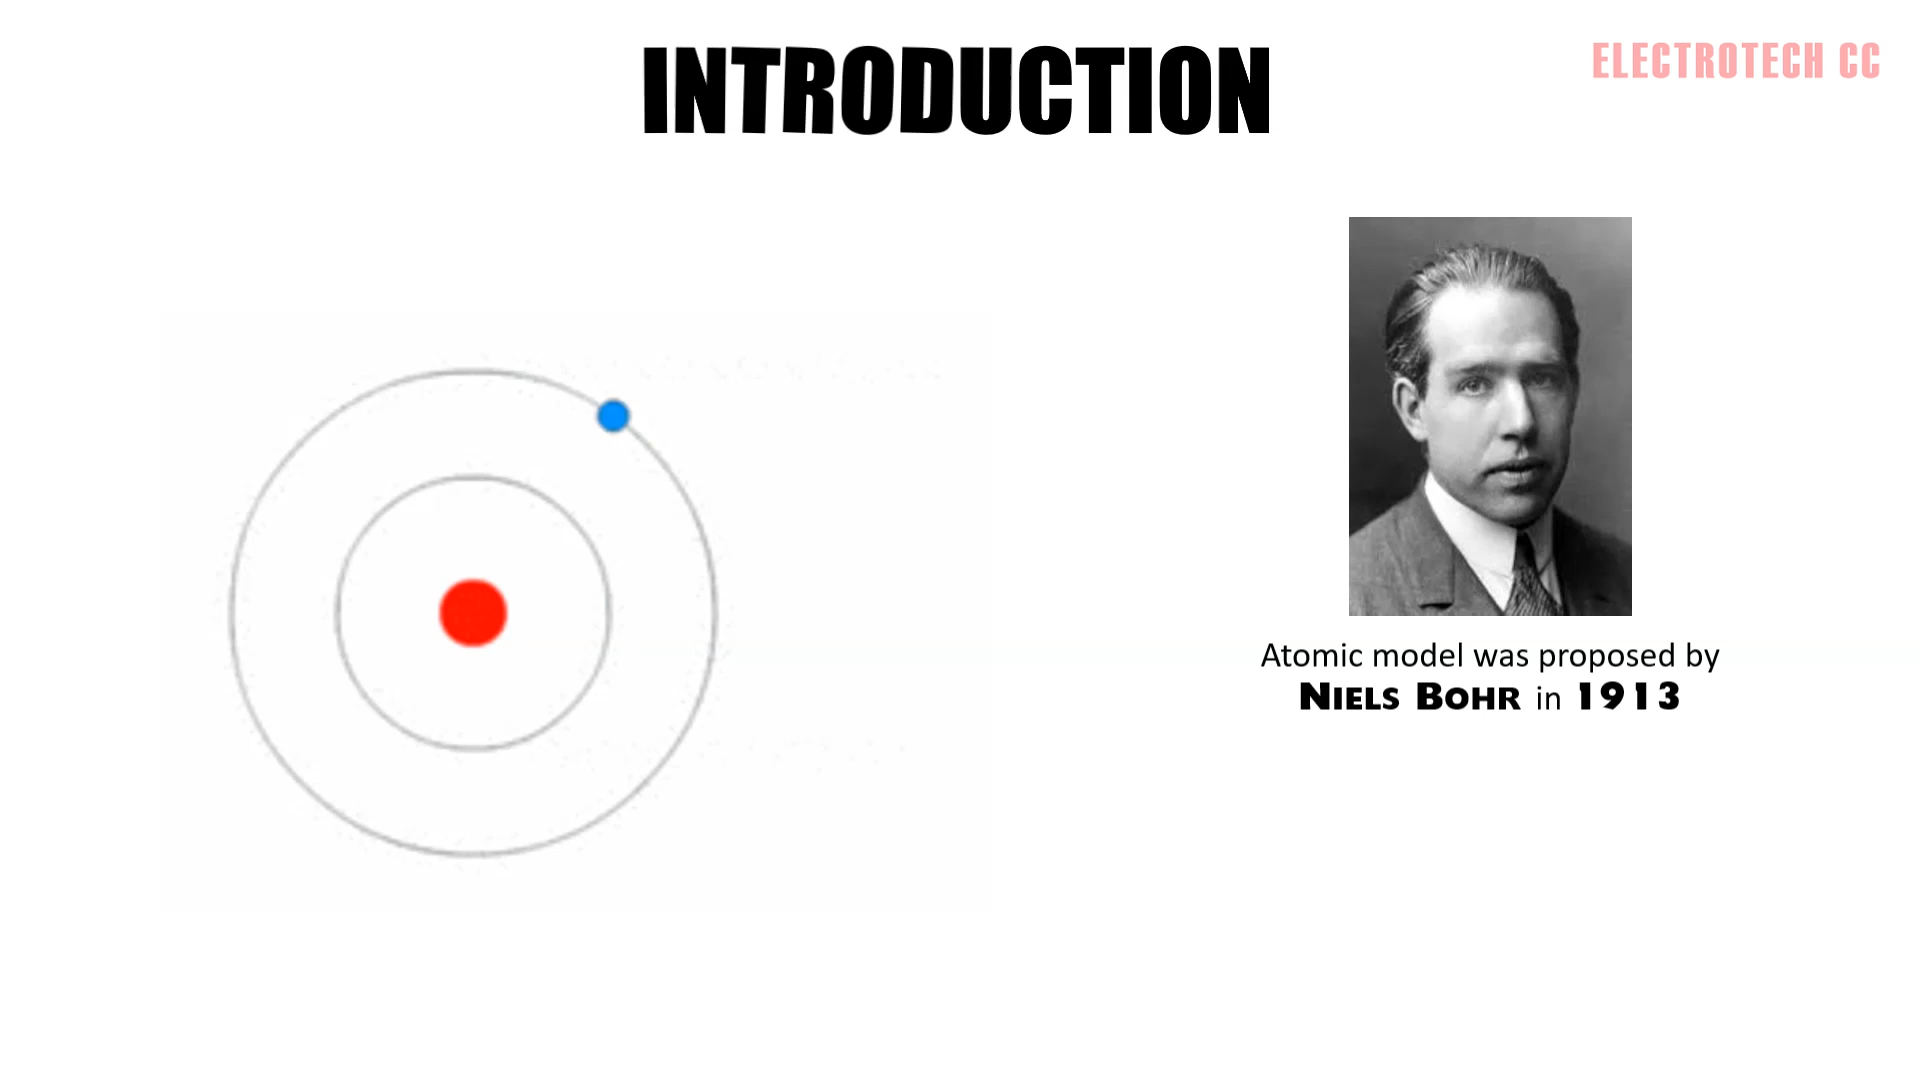 INTRODUCTION
ELECTROTECH CC
Atomic model was proposed by
NIELS BOHR in 1913